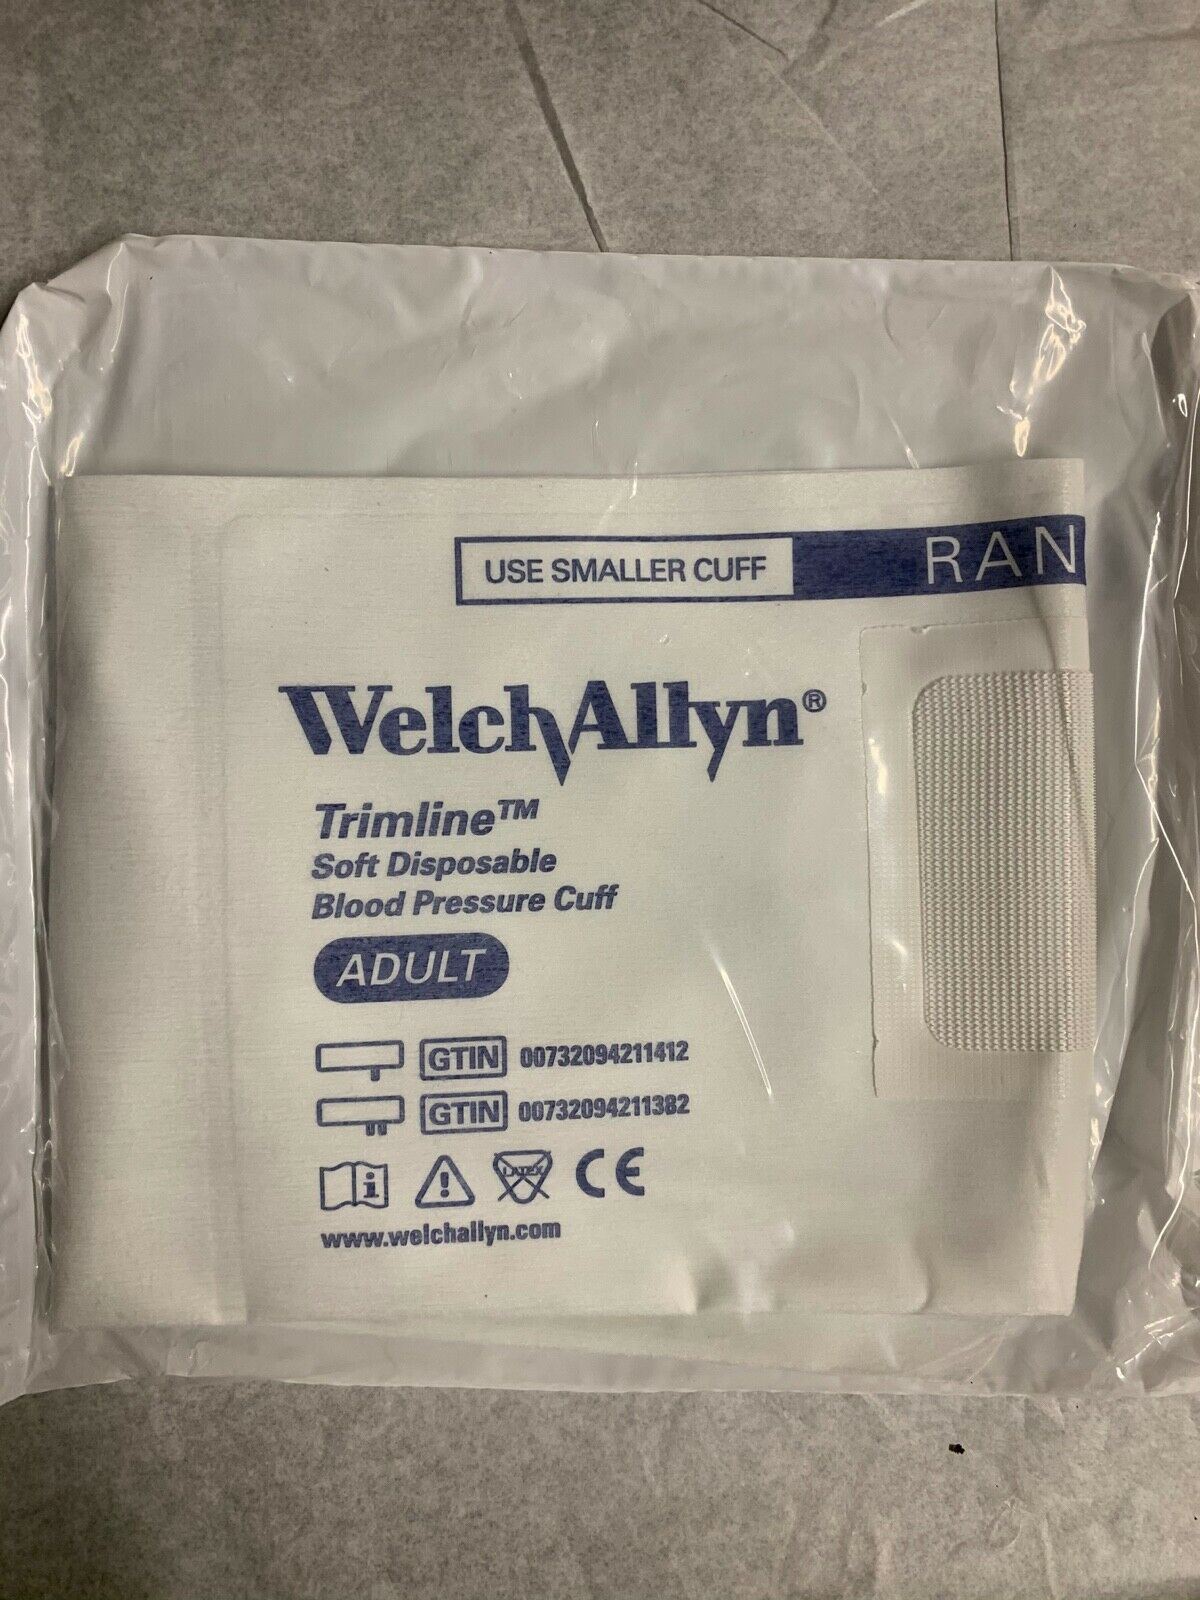 USE SMALLER CUFF RAN
WelchAllyn®
Trimline™
Soft Disposable
Blood Pressure Cuff
ADULT
GTIN 00732094211412
GTIN 00732094211382
i ! LATEX CE
www.welchallyn.com